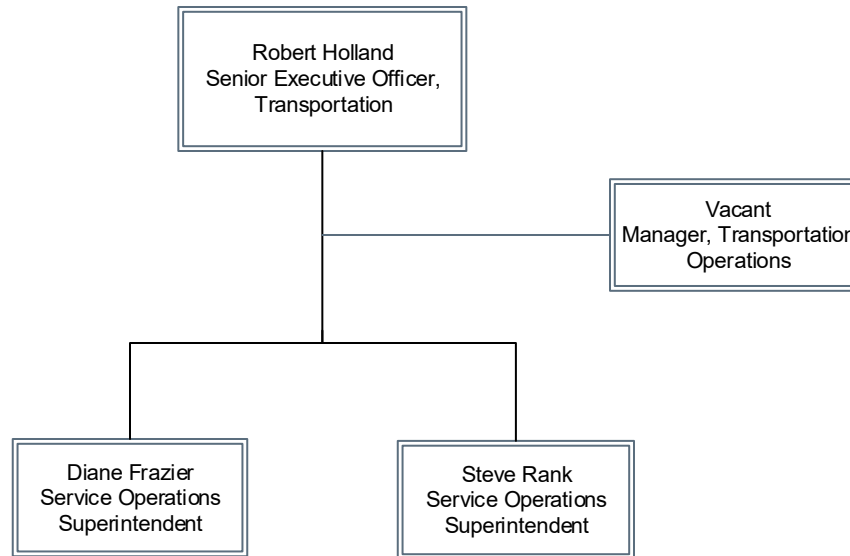 Robert Holland
Senior Executive Officer,
Transportation
Vacant
Manager, Transportation
Operations
Diane Frazier
Service Operations
Superintendent
Steve Rank
Service Operations
Superintendent